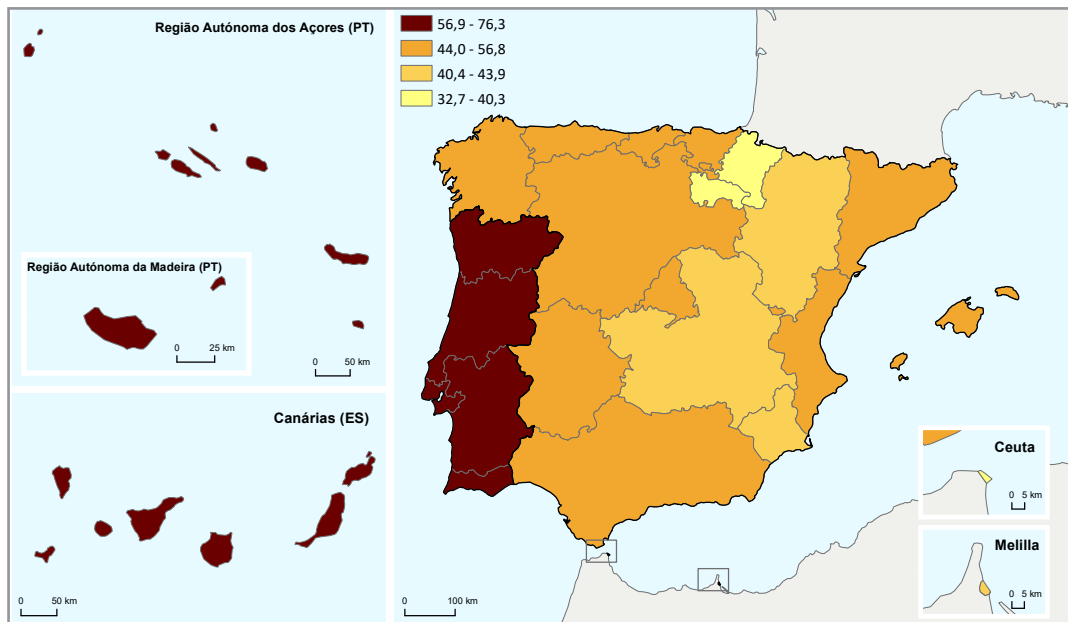 Região Autónoma dos Açores (PT)
56,9 - 76,3
44,0 - 56,8
40,4 - 43,9
32,7 - 40,3
Região Autónoma da Madeira (PT)
0 25 km
0 50 km
Canárias (ES)
0 50 km
0 100 km
Ceuta
0 5 km
Melilla
0 5 km